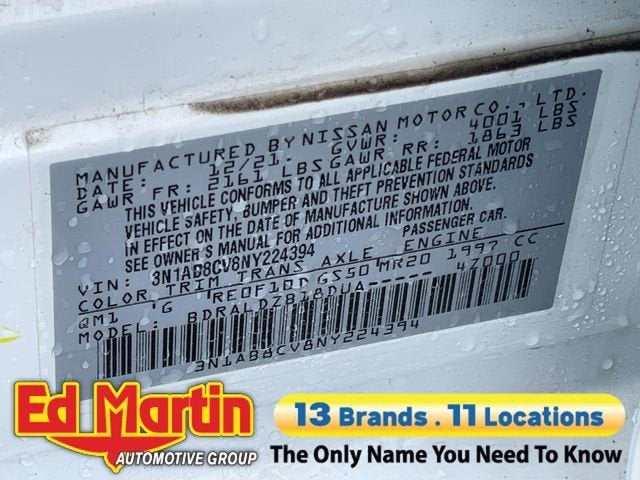 MANUFACTURED BY NISSAN MOTOR CO., LTD.
DATE: 12/21. GVWR: 4001 LBS
GAWR FR: 2161 LBS GAWR RR: 1863 LBS
THIS VEHICLE CONFORMS TO ALL APPLICABLE FEDERAL MOTOR
VEHICLE SAFETY, BUMPER AND THEFT PREVENTION STANDARDS
IN EFFECT ON THE DATE OF MANUFACTURE SHOWN ABOVE.
SEE OWNER'S MANUAL FOR ADDITIONAL INFORMATION.
VIN: 3N1AB8CV8NY224394 PASSENGER CAR.
COLOR TRIM TRANS AXLE ENGINE
QM1 G RE0F10D GS50 MR20 1997 CC
MODEL: BDRALDZB18DUA----- 4Z000
3N1AB8CV8NY224394
Ed Martin
AUTOMOTIVE GROUP
13 Brands . 11 Locations
The Only Name You Need To Know